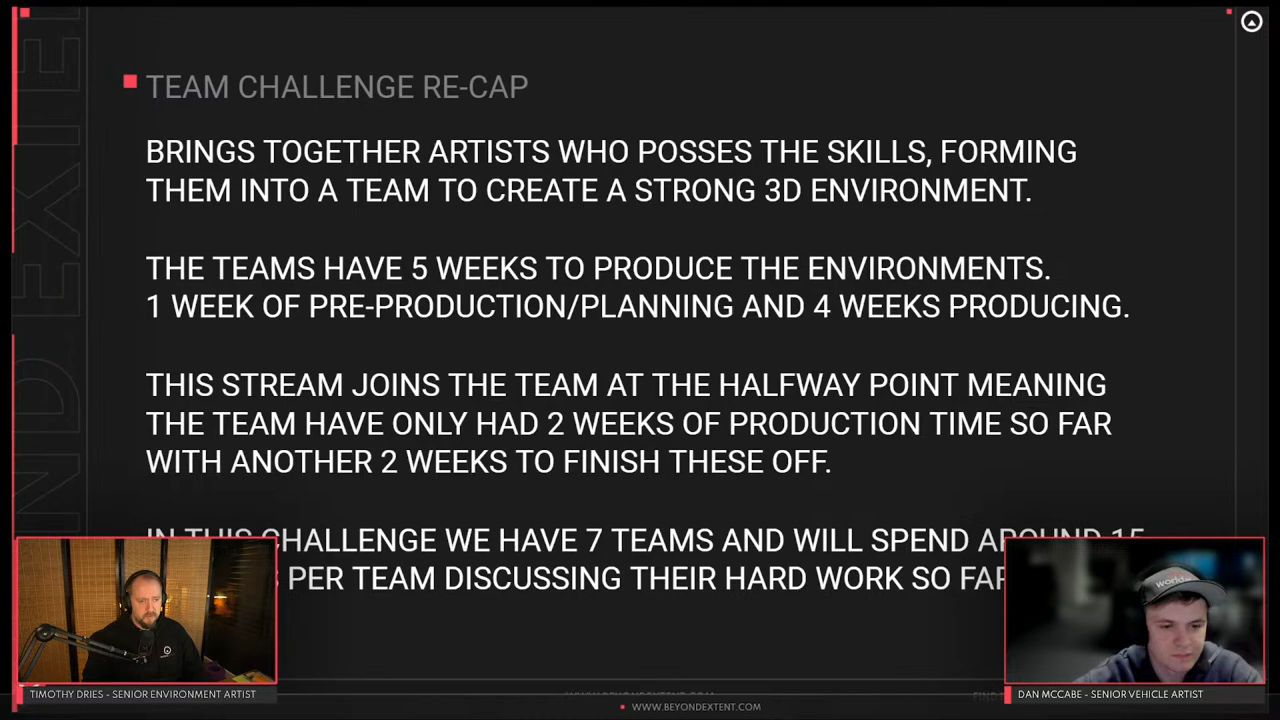 TEAM CHALLENGE RE-CAP
BRINGS TOGETHER ARTISTS WHO POSSES THE SKILLS, FORMING
THEM INTO A TEAM TO CREATE A STRONG 3D ENVIRONMENT.
THE TEAMS HAVE 5 WEEKS TO PRODUCE THE ENVIRONMENTS.
1 WEEK OF PRE-PRODUCTION/PLANNING AND 4 WEEKS PRODUCING.
THIS STREAM JOINS THE TEAM AT THE HALFWAY POINT MEANING
THE TEAM HAVE ONLY HAD 2 WEEKS OF PRODUCTION TIME SO FAR
WITH ANOTHER 2 WEEKS TO FINISH THESE OFF.
IN THIS CHALLENGE WE HAVE 7 TEAMS AND WILL SPEND AROUND 15
PER TEAM DISCUSSING THEIR HARD WORK SO FAR
TIMOTHY DRIES - SENIOR ENVIRONMENT ARTIST
DAN MCCABE - SENIOR VEHICLE ARTIST
WWW.BEYONDEXTENT.COM